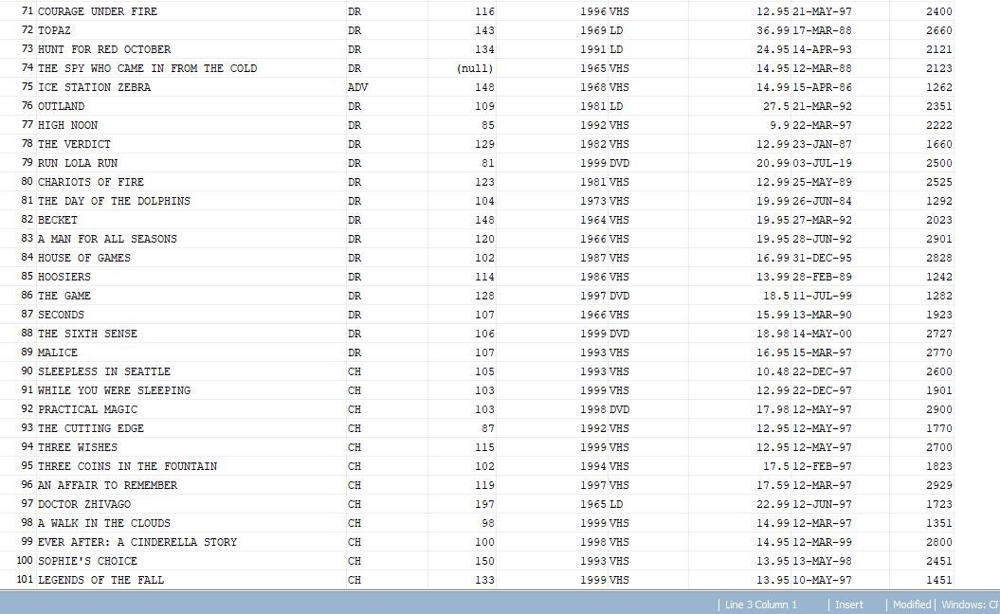 71 COURAGE UNDER FIRE DR 116 1996 VHS 12.95 21-MAY-97 2400
72 TOPAZ DR 143 1969 LD 36.99 17-MAR-88 2660
73 HUNT FOR RED OCTOBER DR 134 1991 LD 24.95 14-APR-93 2121
74 THE SPY WHO CAME IN FROM THE COLD DR (null) 1965 VHS 14.95 12-MAR-88 2123
75 ICE STATION ZEBRA ADV 148 1968 VHS 14.99 15-APR-86 1262
76 OUTLAND DR 109 1981 LD 27.5 21-MAR-92 2351
77 HIGH NOON DR 85 1992 VHS 9.9 22-MAR-97 2222
78 THE VERDICT DR 129 1982 VHS 12.99 23-JAN-87 1660
79 RUN LOLA RUN DR 81 1999 DVD 20.99 03-JUL-19 2500
80 CHARIOTS OF FIRE DR 123 1981 VHS 12.99 25-MAY-89 2525
81 THE DAY OF THE DOLPHINS DR 104 1973 VHS 19.99 26-JUN-84 1292
82 BECKET DR 148 1964 VHS 19.95 27-MAR-92 2023
83 A MAN FOR ALL SEASONS DR 120 1966 VHS 19.95 28-JUN-92 2901
84 HOUSE OF GAMES DR 102 1987 VHS 16.99 31-DEC-95 2828
85 HOOSIERS DR 114 1986 VHS 13.99 28-FEB-89 1242
86 THE GAME DR 128 1997 DVD 18.5 11-JUL-99 1282
87 SECONDS DR 107 1966 VHS 15.99 13-MAR-90 1923
88 THE SIXTH SENSE DR 106 1999 DVD 18.98 14-MAY-00 2727
89 MALICE DR 107 1993 VHS 16.95 15-MAR-97 2770
90 SLEEPLESS IN SEATTLE CH 105 1993 VHS 10.48 22-DEC-97 2600
91 WHILE YOU WERE SLEEPING CH 103 1999 VHS 12.99 22-DEC-97 1901
92 PRACTICAL MAGIC CH 103 1998 DVD 17.98 12-MAY-97 2900
93 THE CUTTING EDGE CH 87 1992 VHS 12.95 12-MAY-97 1770
94 THREE WISHES CH 115 1999 VHS 12.95 12-MAY-97 2700
95 THREE COINS IN THE FOUNTAIN CH 102 1994 VHS 17.5 12-FEB-97 1823
96 AN AFFAIR TO REMEMBER CH 119 1997 VHS 17.59 12-MAR-97 2929
97 DOCTOR ZHIVAGO CH 197 1965 LD 22.99 12-JUN-97 1723
98 A WALK IN THE CLOUDS CH 98 1999 VHS 14.99 12-MAR-97 1351
99 EVER AFTER: A CINDERELLA STORY CH 100 1998 VHS 14.95 12-MAR-99 2800
100 SOPHIE'S CHOICE CH 150 1993 VHS 13.95 13-MAY-98 2451
101 LEGENDS OF THE FALL CH 133 1999 VHS 13.95 10-MAY-97 1451
Line 3 Column 1 Insert Modified Windows: